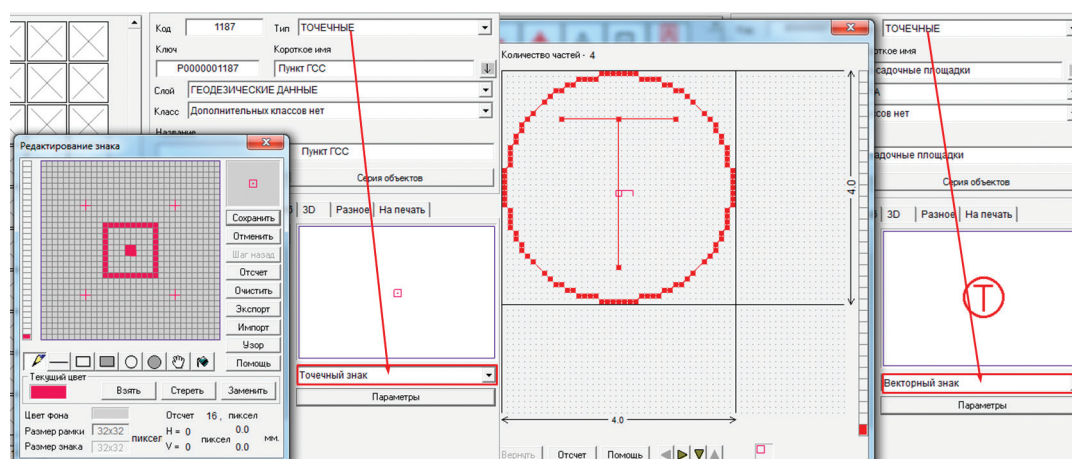 Код 1187 Тип ТОЧЕЧНЫЕ
Ключ Короткое имя
P0000001187 Пункт ГСС
Слой ГЕОДЕЗИЧЕСКИЕ ДАННЫЕ
Класс Дополнительных классов нет
Название
Пункт ГСС
Серия объектов
3D Разное На печать
Точечный знак
Параметры
Редактирование знака
Сохранить
Отменить
Шаг назад
Отсчет
Очистить
Экспорт
Импорт
Узор
Помощь
Текущий цвет
Взять Стереть Заменить
Цвет фона Отсчет 16 , пиксел
Размер рамки 32x32 пиксел H = 0 пиксел 0.0 мм.
Размер знака 32x32 V = 0 0.0
Количество частей - 4
4.0
4.0
Вернуть Отсчет Помощь
ТОЧЕЧНЫЕ
откое имя
садочные площадки
А
сов нет
адочные площадки
Серия объектов
3D Разное На печать
Т
Векторный знак
Параметры